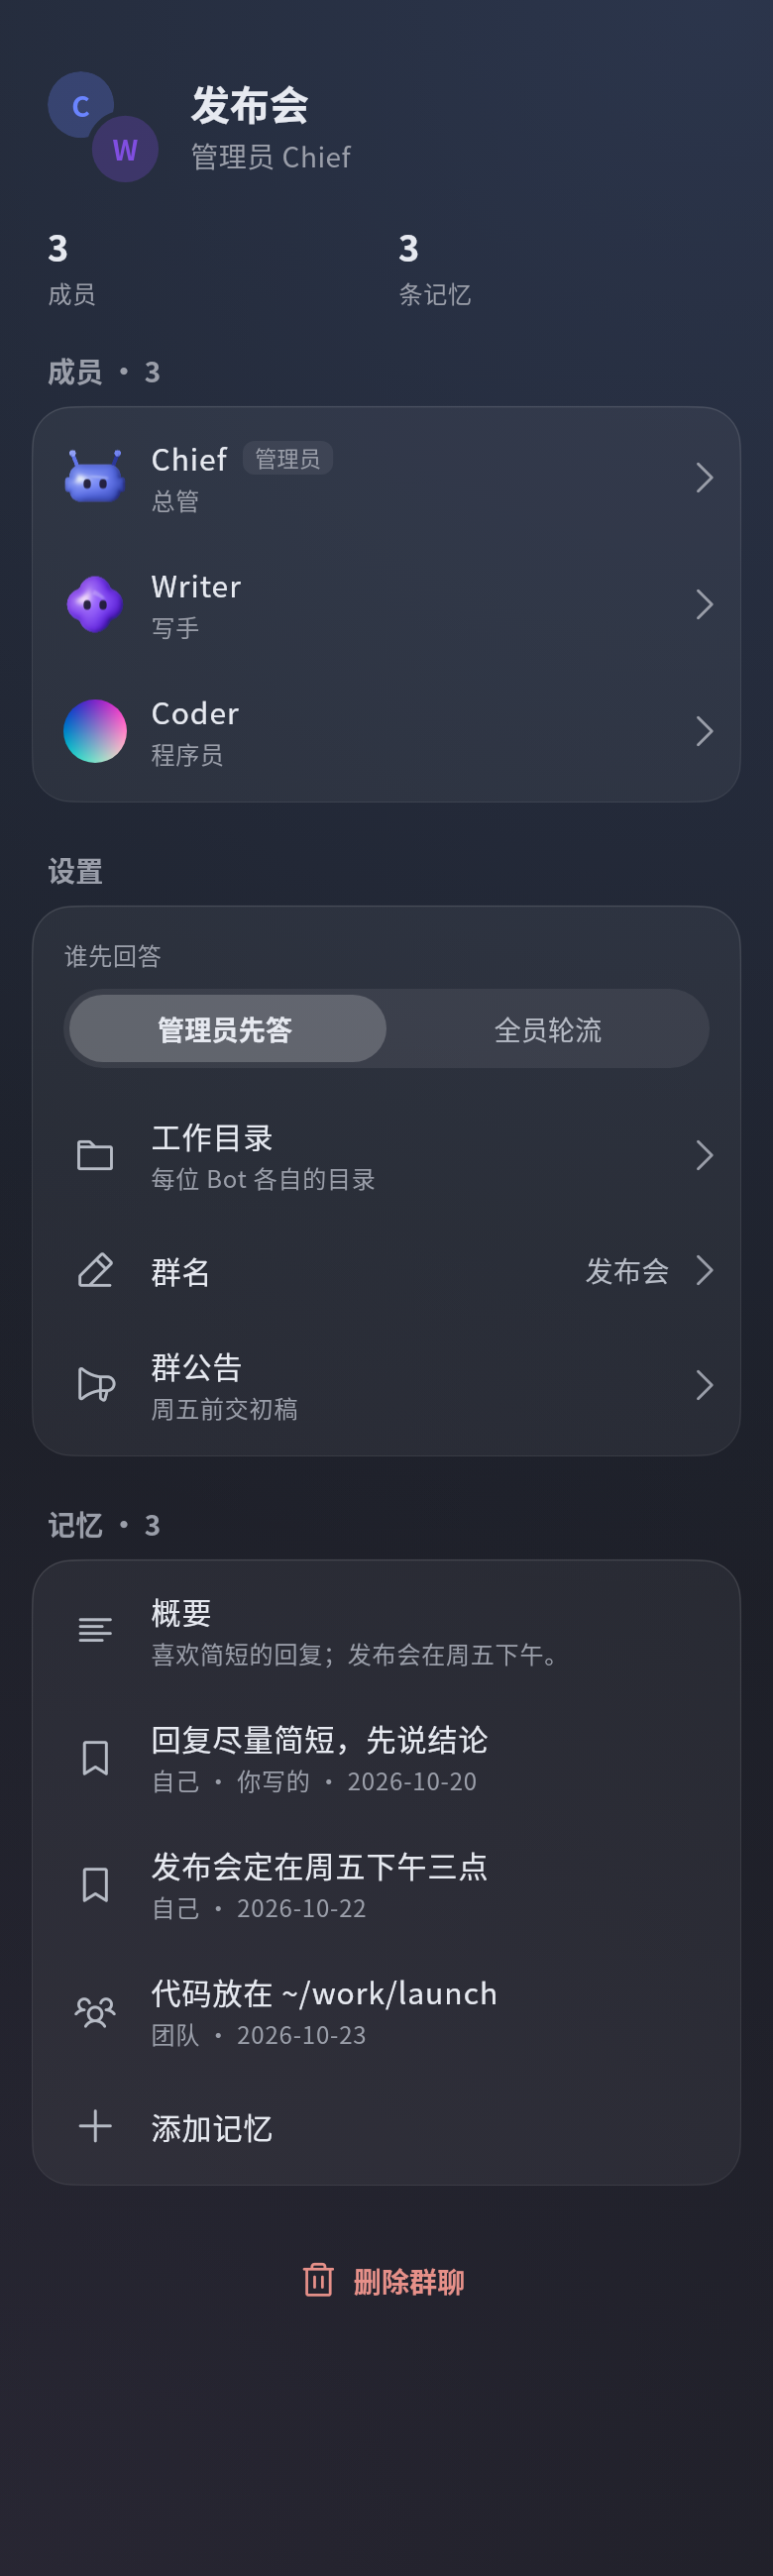 C
W
发布会
管理员 Chief
3
成员
3
条记忆
成员 · 3
Chief 管理员
总管
Writer
写手
Coder
程序员
设置
谁先回答
管理员先答 全员轮流
工作目录
每位 Bot 各自的目录
群名 发布会
群公告
周五前交初稿
记忆 · 3
概要
喜欢简短的回复；发布会在周五下午。
回复尽量简短，先说结论
自己 · 你写的 · 2026-10-20
发布会定在周五下午三点
自己 · 2026-10-22
代码放在 ~/work/launch
团队 · 2026-10-23
添加记忆
删除群聊